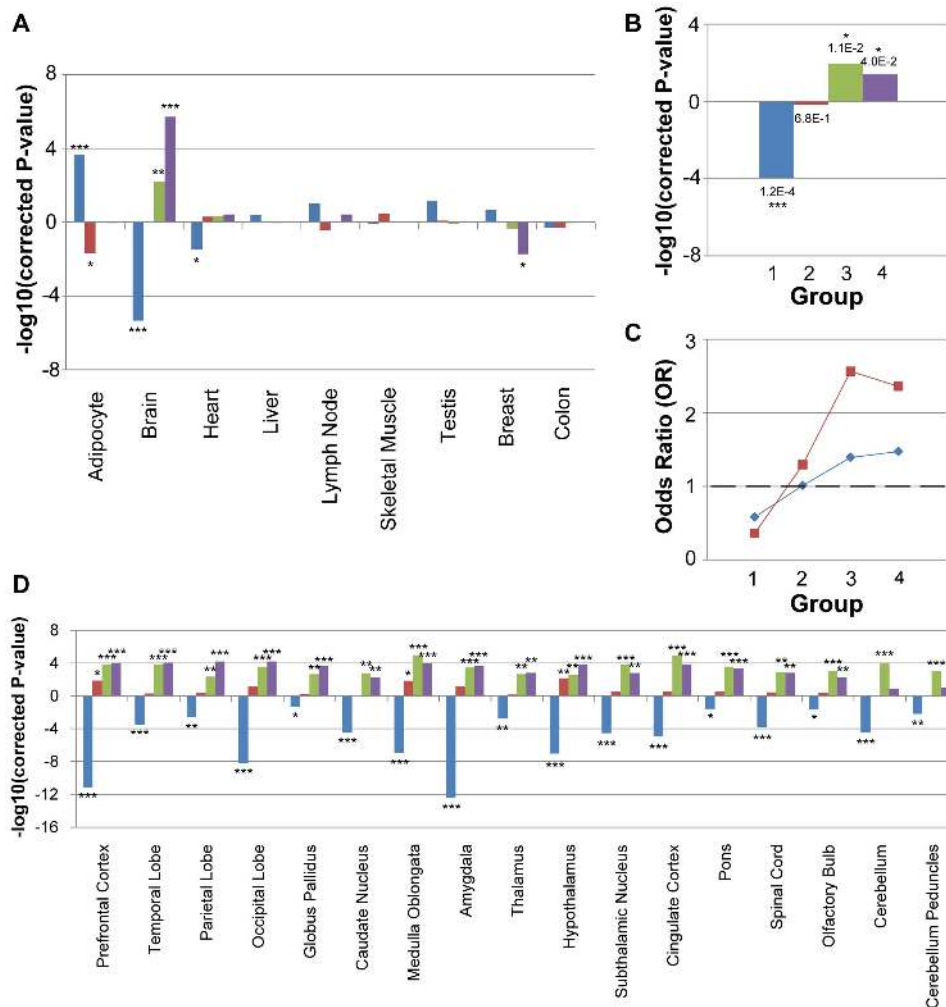 A
-log10(corrected P-value)
8
4
0
-4
-8
***
*
***
**
***
*
*
Adipocyte
Brain
Heart
Liver
Lymph Node
Skeletal Muscle
Testis
Breast
Colon
B
-log10(corrected P-value)
4
0
-4
-8
1.2E-4
***
6.8E-1
*
1.1E-2
*
4.0E-2
1 2 3 4
Group
C
Odds Ratio (OR)
3
2
1
0
1 2 3 4
Group
D
-log10(corrected P-value)
8
4
0
-4
-8
-12
-16
*** * *** ***
*** *** ***
** ** ***
*** *** ***
* ** ***
*** ** **
*** * *** ***
*** *** ***
** ** **
*** ** ** ***
*** *** **
*** *** ***
* *** ***
*** ** **
* *** **
*** ***
** ***
Prefrontal Cortex
Temporal Lobe
Parietal Lobe
Occipital Lobe
Globus Pallidus
Caudate Nucleus
Medulla Oblongata
Amygdala
Thalamus
Hypothalamus
Subthalamic Nucleus
Cingulate Cortex
Pons
Spinal Cord
Olfactory Bulb
Cerebellum
Cerebellum Peduncles